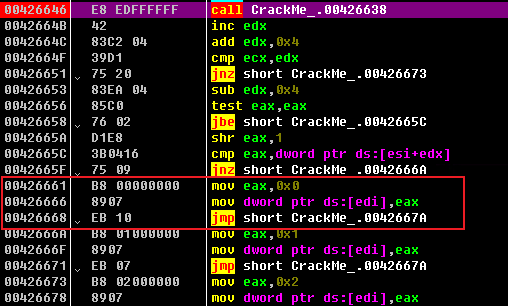 00426646 E8 EDFFFFFF call CrackMe_.00426638
0042664B 42 inc edx
0042664C 83C2 04 add edx,0x4
0042664F 39D1 cmp ecx,edx
00426651 75 20 jnz short CrackMe_.00426673
00426653 83EA 04 sub edx,0x4
00426656 85C0 test eax,eax
00426658 76 02 jbe short CrackMe_.0042665C
0042665A D1E8 shr eax,1
0042665C 3B0416 cmp eax,dword ptr ds:[esi+edx]
0042665F 75 09 jnz short CrackMe_.0042666A
00426661 B8 00000000 mov eax,0x0
00426666 8907 mov dword ptr ds:[edi],eax
00426668 EB 10 jmp short CrackMe_.0042667A
0042666A B8 01000000 mov eax,0x1
0042666F 8907 mov dword ptr ds:[edi],eax
00426671 EB 07 jmp short CrackMe_.0042667A
00426673 B8 02000000 mov eax,0x2
00426678 8907 mov dword ptr ds:[edi],eax